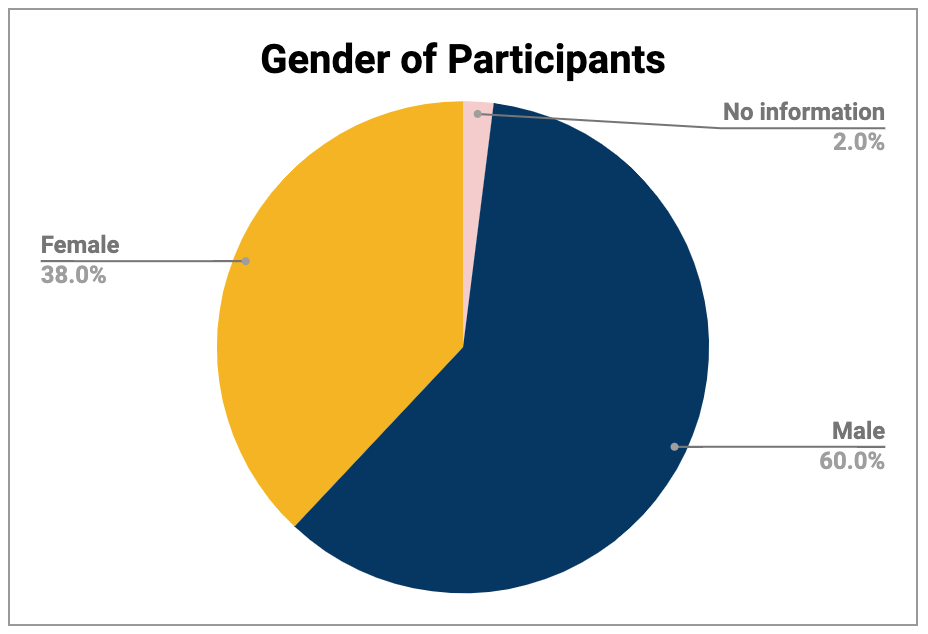 Gender of Participants
No information
2.0%
Female
38.0%
Male
60.0%